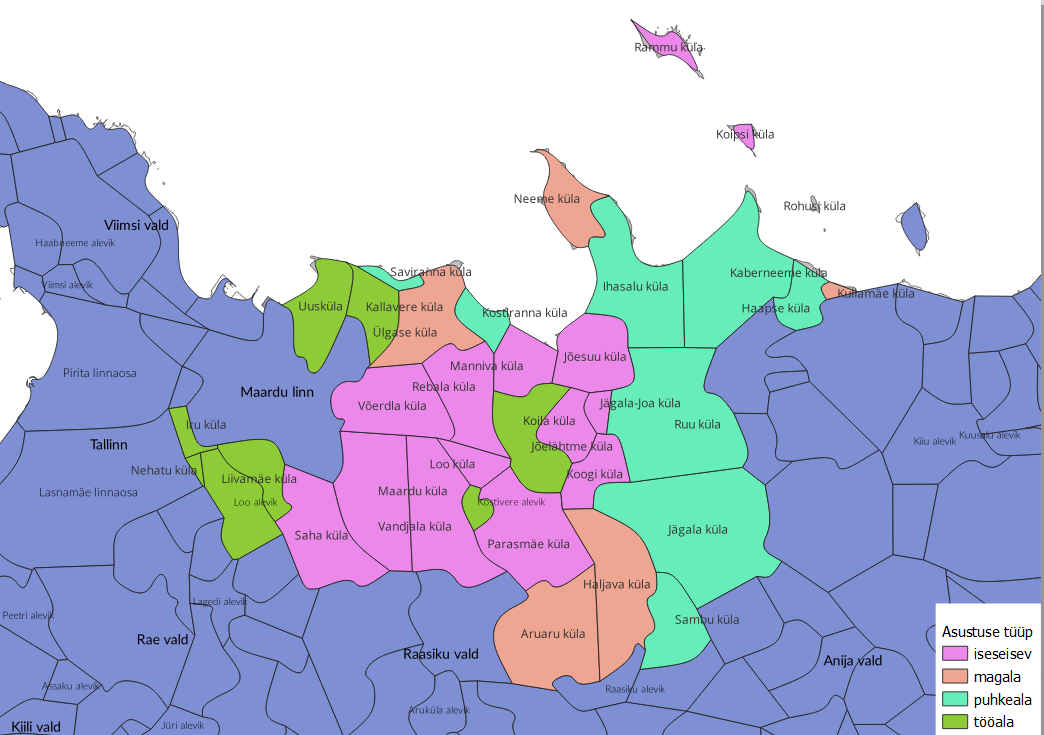 Rammu küla
Koipsi küla
Neeme küla
Rohusi küla
Viimsi vald
Haabneeme alevik
Saviranna küla
Kaberneeme küla
Viimsi alevik
Ihasalu küla
Kullamäe küla
Uusküla
Kallavere küla
Haapse küla
Kostiranna küla
Ülgase küla
Jõesuu küla
Manniva küla
Pirita linnaosa
Rebala küla
Maardu linn
Võerdla küla
Jägala-Joa küla
Koila küla
Iru küla
Ruu küla
Kiiu alevik
Kuusalu alevik
Tallinn
Jõelähtme küla
Nehatu küla
Loo küla
Koogi küla
Liivamäe küla
Lasnamäe linnaosa
Maardu küla
Loo alevik
Kostivere alevik
Vandjala küla
Jägala küla
Saha küla
Parasmäe küla
Haljava küla
Lagedi alevik
Peetri alevik
Sambu küla
Asustuse tüüp
Rae vald
Aruaru küla
iseseisev
Raasiku vald
Anija vald
magala
Assaku alevik
Raasiku alevik
puhkeala
Aruküla alevik
tööala
Kiili vald
Jüri alevik